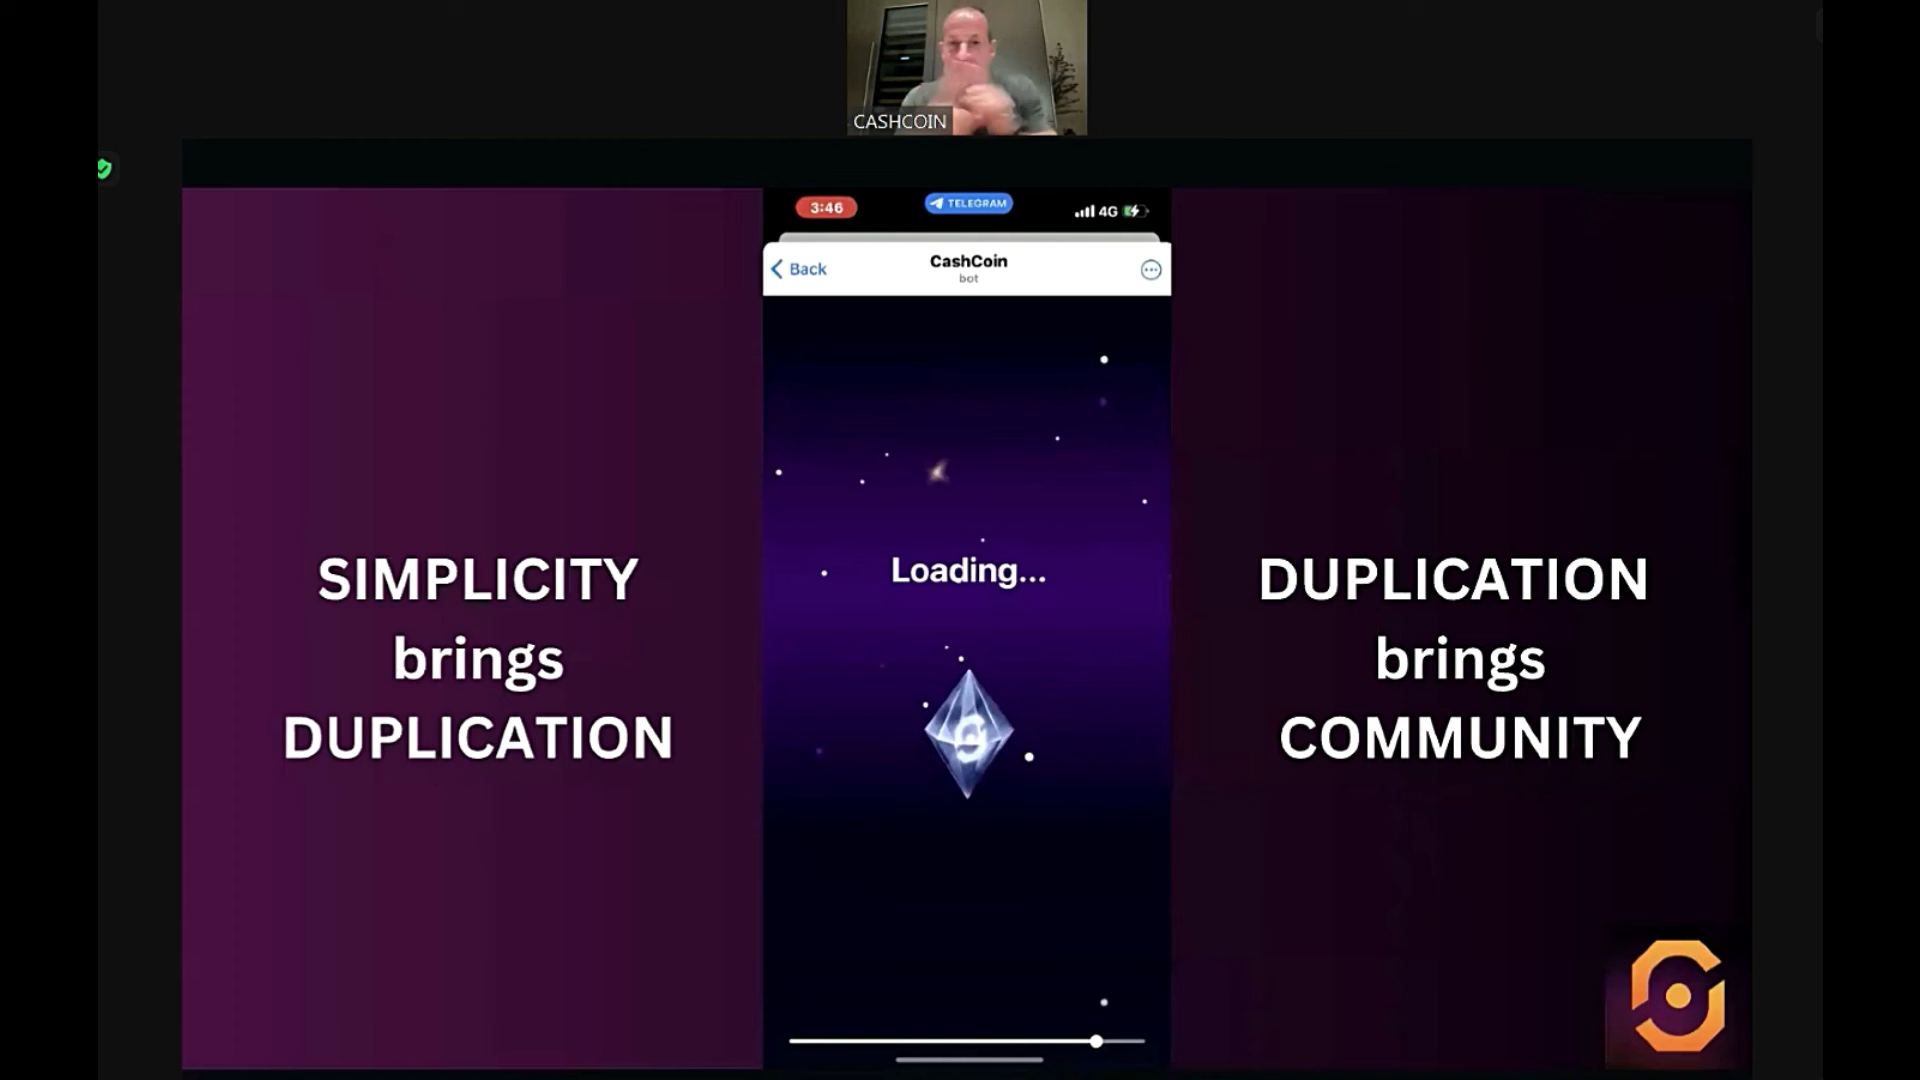 CASHCOIN
3:46
TELEGRAM
4G
Back
CashCoin
bot
SIMPLICITY
brings
DUPLICATION
Loading...
DUPLICATION
brings
COMMUNITY